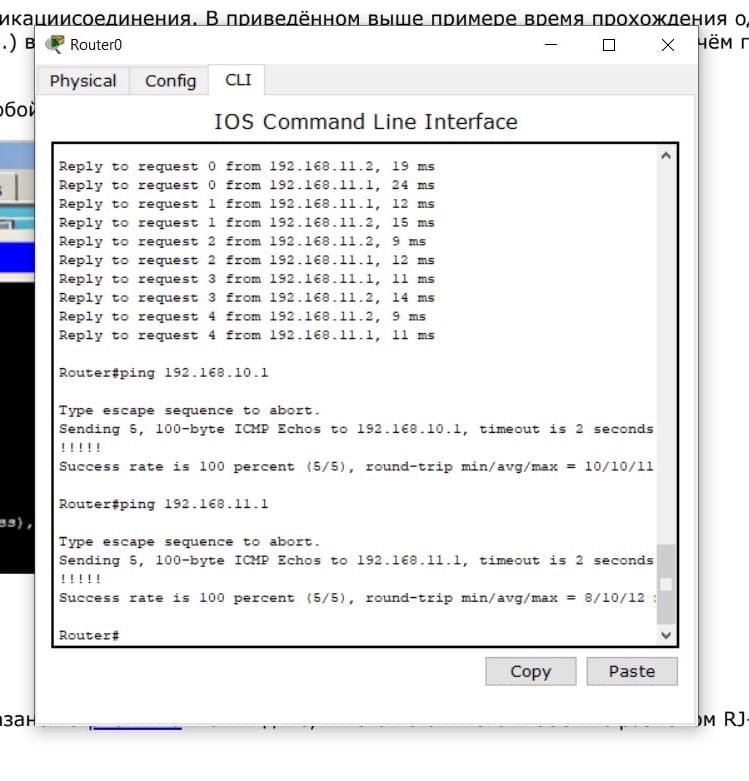 икациисоединения. В приведённом выше примере время прохождения
.) в
Router0
чём
Physical
Config
CLI
IOS Command Line Interface
Reply to request 0 from 192.168.11.2, 19 ms
Reply to request 0 from 192.168.11.1, 24 ms
Reply to request 1 from 192.168.11.1, 12 ms
Reply to request 1 from 192.168.11.2, 15 ms
Reply to request 2 from 192.168.11.2, 9 ms
Reply to request 2 from 192.168.11.1, 12 ms
Reply to request 3 from 192.168.11.1, 11 ms
Reply to request 3 from 192.168.11.2, 14 ms
Reply to request 4 from 192.168.11.2, 9 ms
Reply to request 4 from 192.168.11.1, 11 ms
Router#ping 192.168.10.1
Type escape sequence to abort.
Sending 5, 100-byte ICMP Echos to 192.168.10.1, timeout is 2 seconds
!!!!!
Success rate is 100 percent (5/5), round-trip min/avg/max = 10/10/11
Router#ping 192.168.11.1
Type escape sequence to abort.
Sending 5, 100-byte ICMP Echos to 192.168.11.1, timeout is 2 seconds
!!!!!
Success rate is 100 percent (5/5), round-trip min/avg/max = 8/10/12
Router#
Copy
Paste
ом RJ-